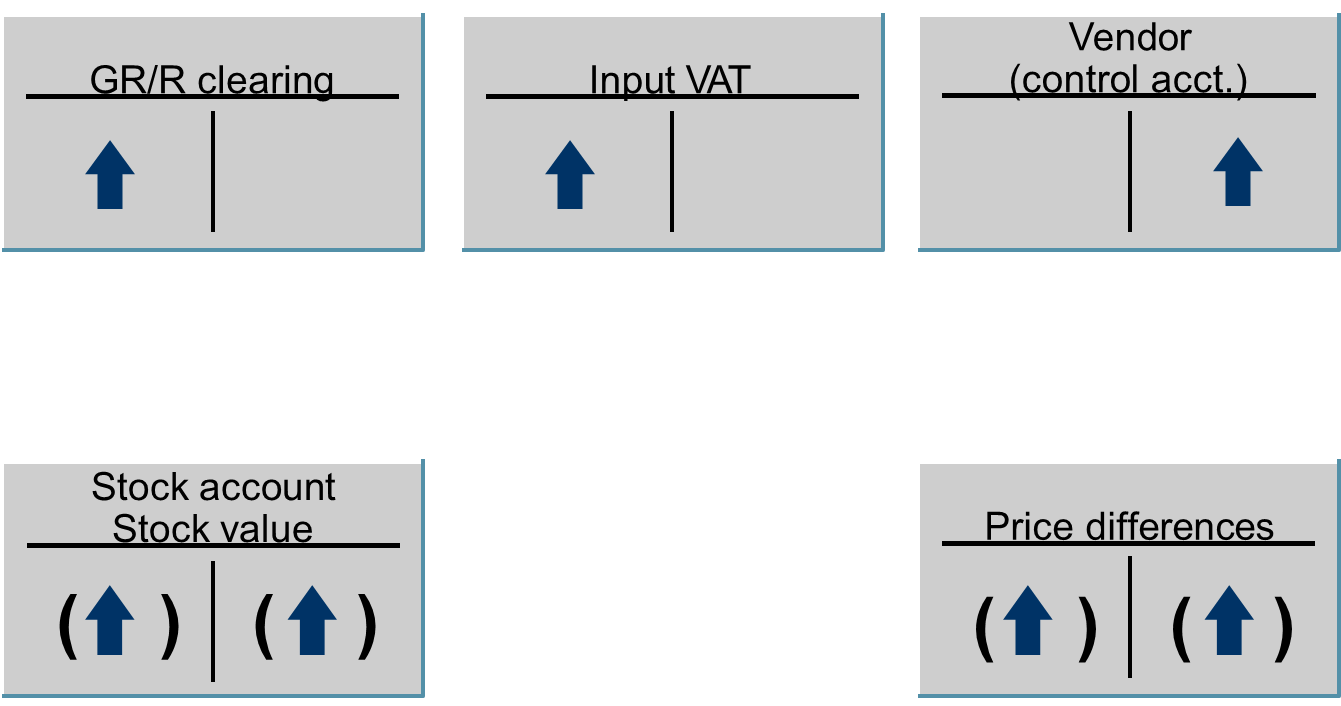 GR/R clearing
Input VAT
Vendor
(control acct.)
Stock account
Stock value
Price differences
( ) ( )
( ) ( )